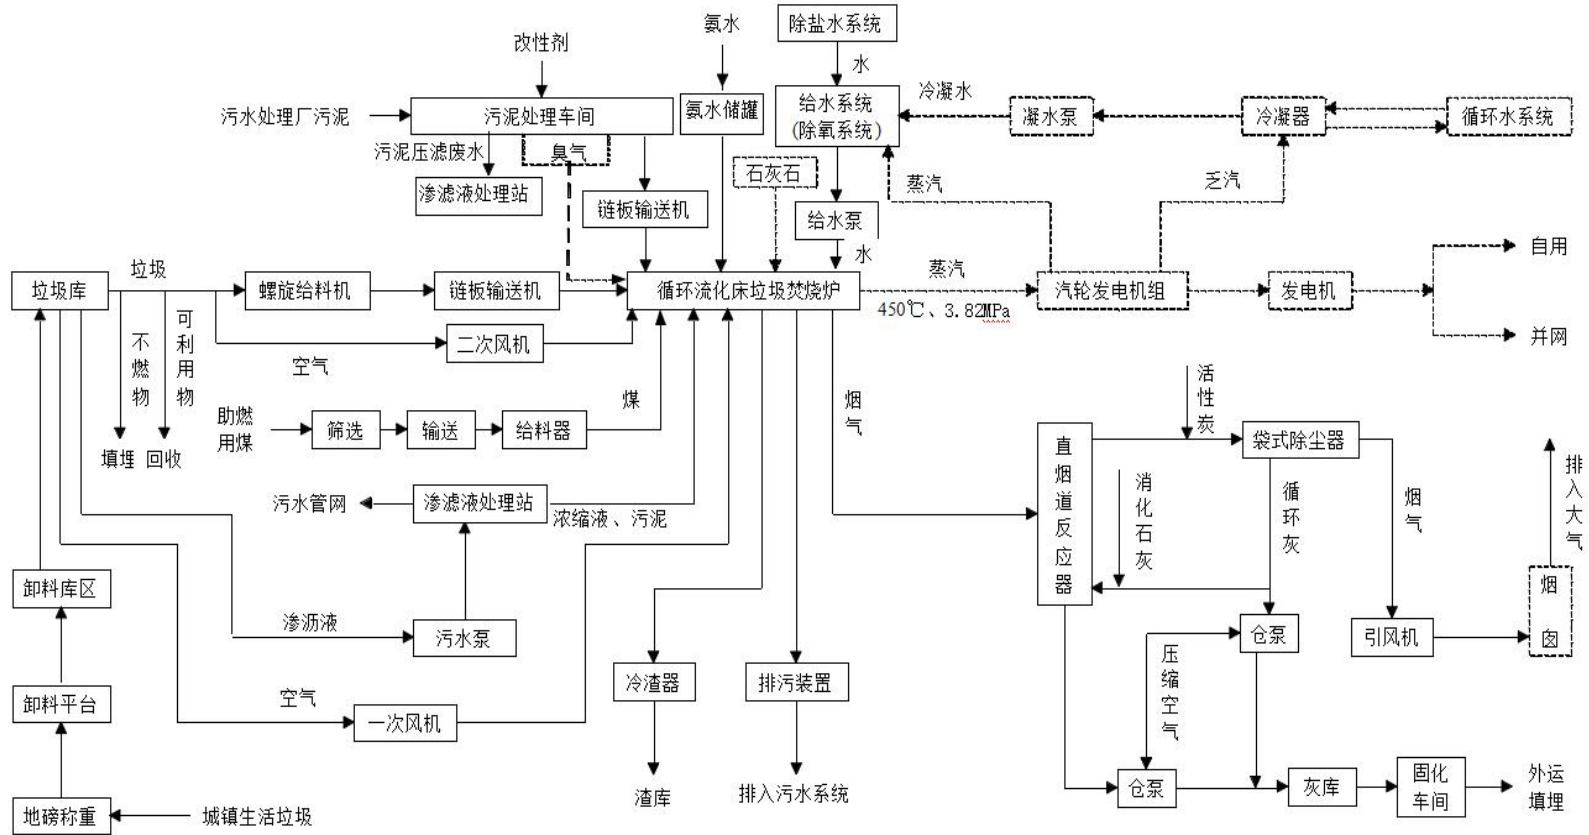 氨水
除盐水系统
改性剂
水
污水处理厂污泥
污泥处理车间
氨水储罐
给水系统
(除氧系统)
冷凝水
凝水泵
冷凝器
循环水系统
污泥压滤废水
臭气
石灰石
渗滤液处理站
链板输送机
给水泵
蒸汽
乏汽
水
垃圾
垃圾库
螺旋给料机
链板输送机
循环流化床垃圾焚烧炉
蒸汽
450℃、3.82MPa
汽轮发电机组
发电机
自用
并网
不燃物
可利用物
空气
二次风机
煤
助燃
用煤
筛选
输送
给料器
填埋
回收
烟气
活性炭
直烟道反应器
袋式除尘器
消化石灰
循环灰
烟气
排入大气
污水管网
渗滤液处理站
浓缩液、污泥
卸料库区
渗沥液
污水泵
仓泵
引风机
烟囱
压缩空气
卸料平台
空气
一次风机
冷渣器
排污装置
地磅称重
城镇生活垃圾
渣库
排入污水系统
仓泵
灰库
固化
车间
外运
填埋